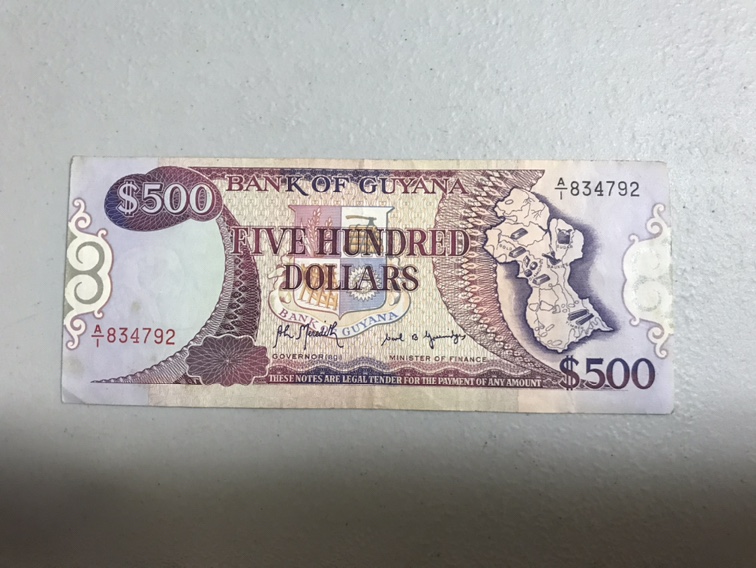 $500
BANK OF GUYANA
A/1 834792
FIVE HUNDRED
DOLLARS
BANK GUYANA
A/1 834792
GOVERNOR
MINISTER OF FINANCE
THESE NOTES ARE LEGAL TENDER FOR THE PAYMENT OF ANY AMOUNT
$500